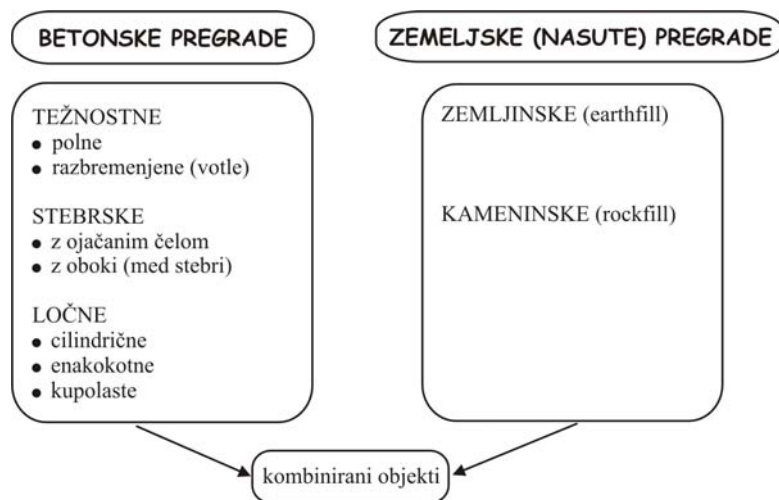 BETONSKE PREGRADE
TEŽNOSTNE
● polne
● razbremenjene (votle)
STEBRSKE
● z ojačanim čelom
● z oboki (med stebri)
LOČNE
● cilindrične
● enakokotne
● kupolaste
ZEMELJSKE (NASUTE) PREGRADE
ZEMLJINSKE (earthfill)
KAMENINSKE (rockfill)
kombinirani objekti